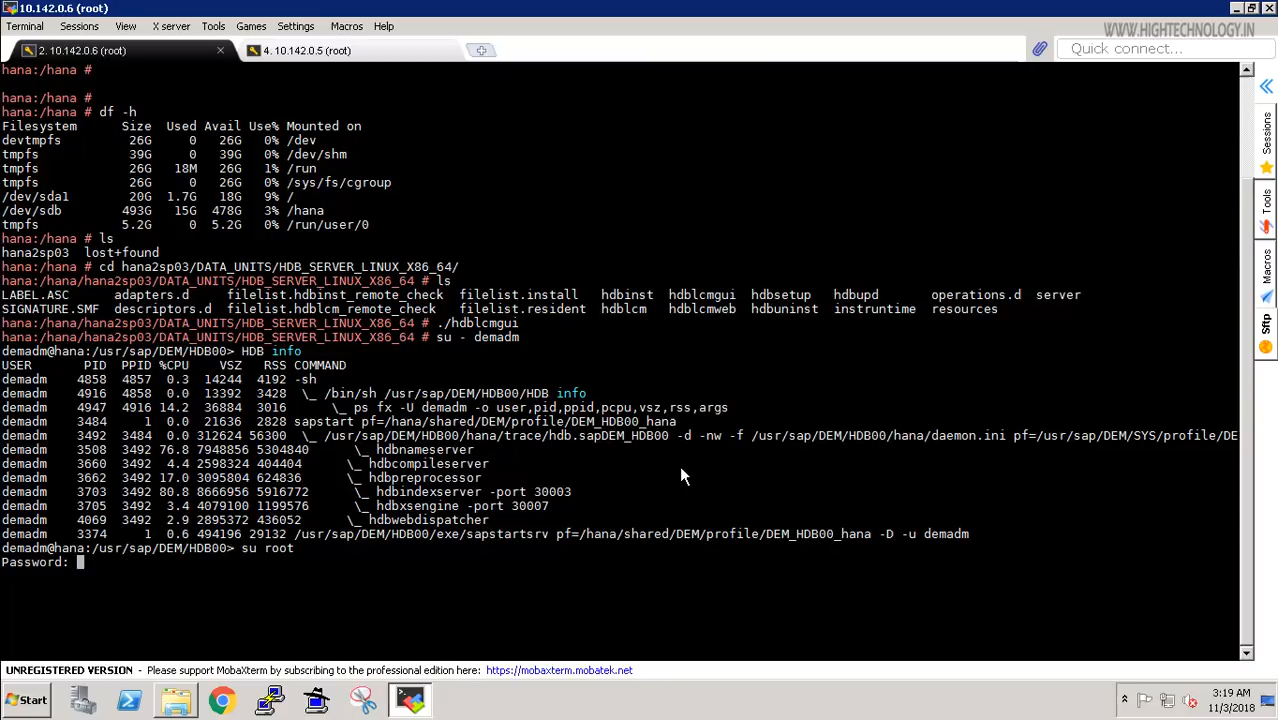 10.142.0.6 (root)
Terminal Sessions View X server Tools Games Settings Macros Help
WWW.HIGHTECHNOLOGY.IN
2. 10.142.0.6 (root)
4. 10.142.0.5 (root)
Quick connect...
hana:/hana #
hana:/hana #
hana:/hana # df -h
Filesystem Size Used Avail Use% Mounted on
devtmpfs 26G 0 26G 0% /dev
tmpfs 39G 0 39G 0% /dev/shm
tmpfs 26G 18M 26G 1% /run
tmpfs 26G 0 26G 0% /sys/fs/cgroup
/dev/sda1 20G 1.7G 18G 9% /
/dev/sdb 493G 15G 478G 3% /hana
tmpfs 5.2G 0 5.2G 0% /run/user/0
hana:/hana # ls
hana2sp03 lost+found
hana:/hana # cd hana2sp03/DATA_UNITS/HDB_SERVER_LINUX_X86_64/
hana:/hana/hana2sp03/DATA_UNITS/HDB_SERVER_LINUX_X86_64 # ls
LABEL.ASC adapters.d filelist.hdbinst_remote_check filelist.install hdbinst hdblcmgui hdbsetup hdbupd operations.d server
SIGNATURE.SMF descriptors.d filelist.hdblcm_remote_check filelist.resident hdblcm hdblcmweb hdbuninst instruntime resources
hana:/hana/hana2sp03/DATA_UNITS/HDB_SERVER_LINUX_X86_64 # ./hdblcmgui
hana:/hana/hana2sp03/DATA_UNITS/HDB_SERVER_LINUX_X86_64 # su - demadm
demadm@hana:/usr/sap/DEM/HDB00> HDB info
USER PID PPID %CPU VSZ RSS COMMAND
demadm 4858 4857 0.3 14244 4192 -sh
demadm 4916 4858 0.0 13392 3428 \_ /bin/sh /usr/sap/DEM/HDB00/HDB info
demadm 4947 4916 14.2 36884 3016 \_ ps fx -U demadm -o user,pid,ppid,pcpu,vsz,rss,args
demadm 3484 1 0.0 21636 2828 sapstart pf=/hana/shared/DEM/profile/DEM_HDB00_hana
demadm 3492 3484 0.0 312624 56300 \_ /usr/sap/DEM/HDB00/hana/trace/hdb.sapDEM_HDB00 -d -nw -f /usr/sap/DEM/HDB00/hana/daemon.ini pf=/usr/sap/DEM/SYS/profile/DE
demadm 3508 3492 76.8 7948856 5304840 \_ hdbnameserver
demadm 3660 3492 4.4 2598324 404404 \_ hdbcompileserver
demadm 3662 3492 17.0 3095804 624836 \_ hdbpreprocessor
demadm 3703 3492 80.8 8666956 5916772 \_ hdbindexserver -port 30003
demadm 3705 3492 3.4 4079100 1199576 \_ hdbxsengine -port 30007
demadm 4069 3492 2.9 2895372 436052 \_ hdbwebdispatcher
demadm 3374 1 0.6 494196 29132 /usr/sap/DEM/HDB00/exe/sapstartsrv pf=/hana/shared/DEM/profile/DEM_HDB00_hana -D -u demadm
demadm@hana:/usr/sap/DEM/HDB00> su root
Password:
Sessions
Tools
Macros
Sftp
UNREGISTERED VERSION - Please support MobaXterm by subscribing to the professional edition here: https://mobaxterm.mobatek.net
Start
3:19 AM
11/3/2018